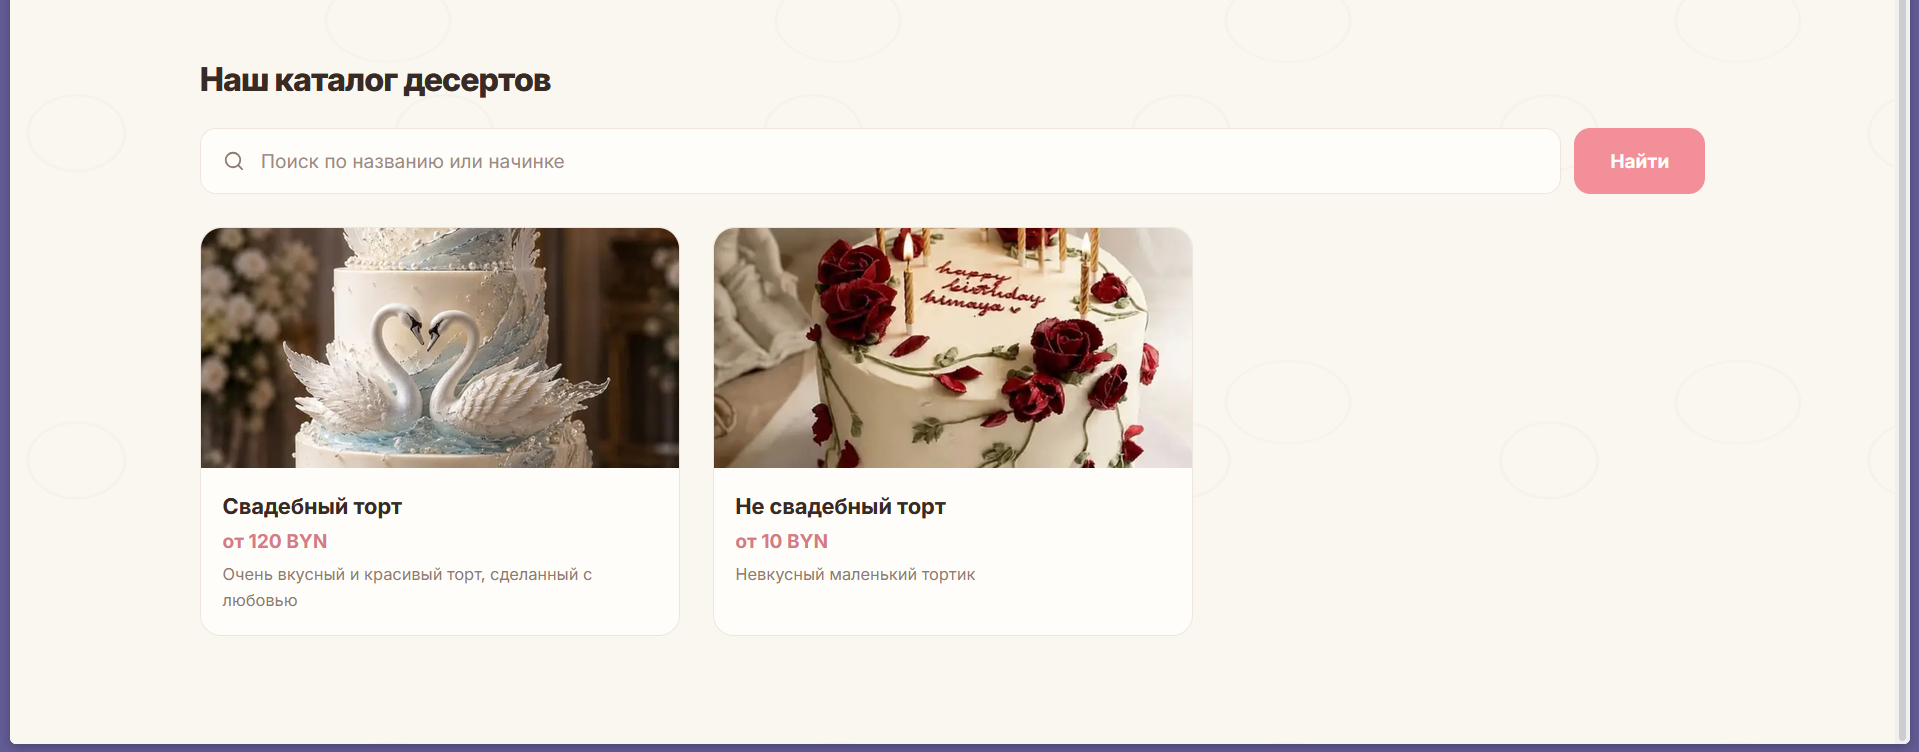 Наш каталог десертов
Поиск по названию или начинке
Найти
happy
birthday
himaya
Свадебный торт
от 120 BYN
Очень вкусный и красивый торт, сделанный с
любовью
Не свадебный торт
от 10 BYN
Невкусный маленький тортик